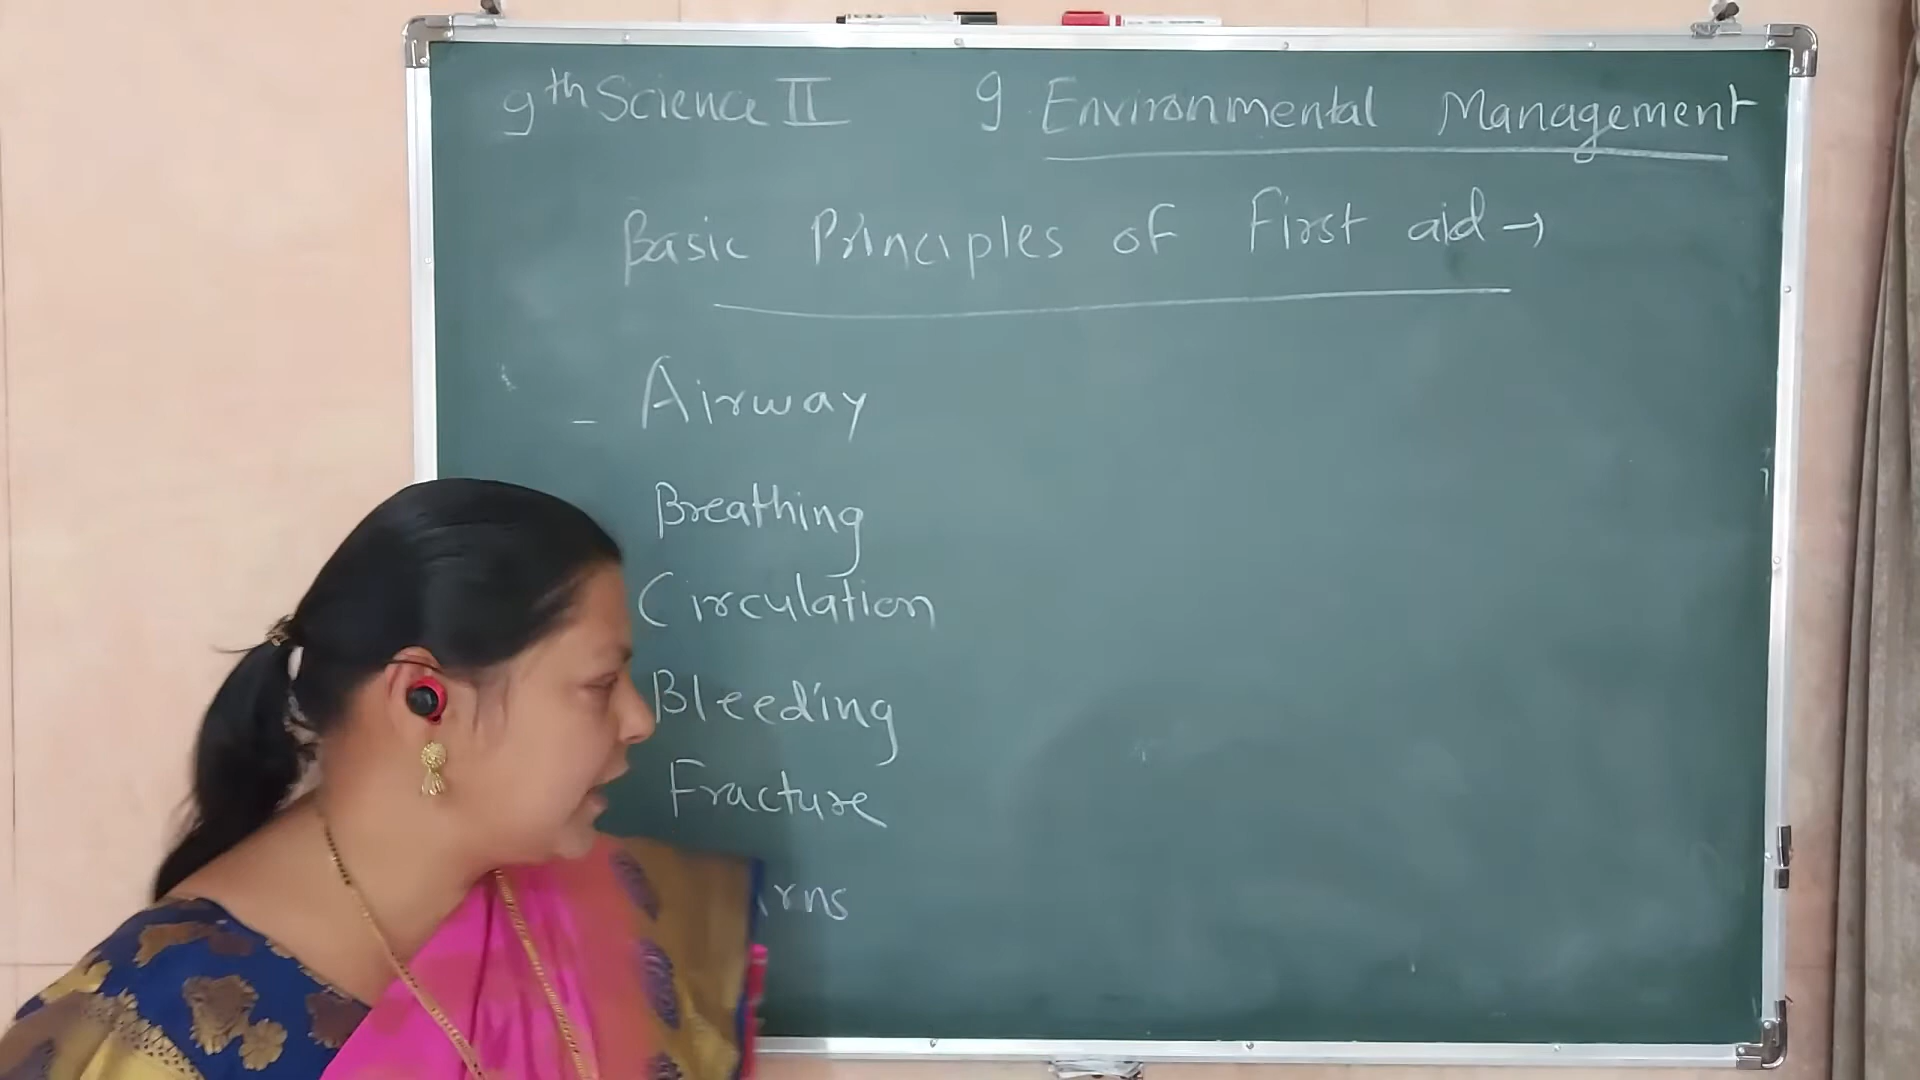 9th Science II 9 Environmental Management
Basic Principles of First aid →
- Airway
Breathing
Circulation
Bleeding
Fracture